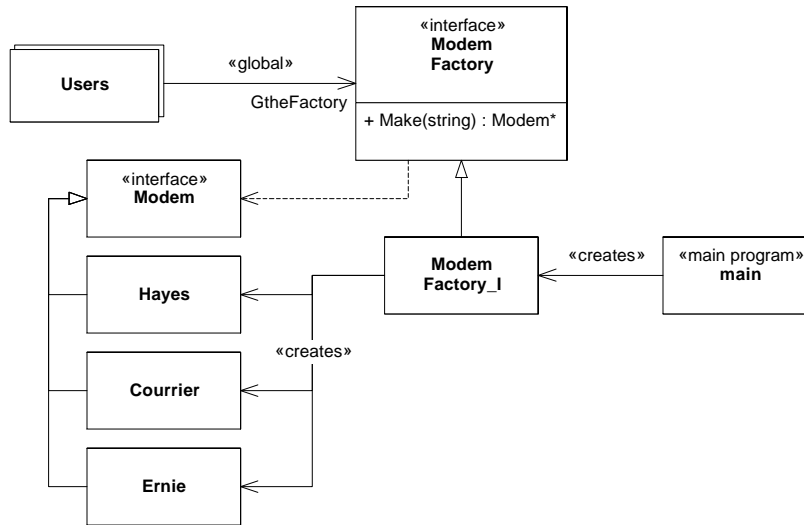 «interface»
Modem
Factory
Users
«global»
GtheFactory
+ Make(string) : Modem*
«interface»
Modem
Modem
Factory_I
«creates»
«main program»
main
Hayes
«creates»
Courrier
Ernie